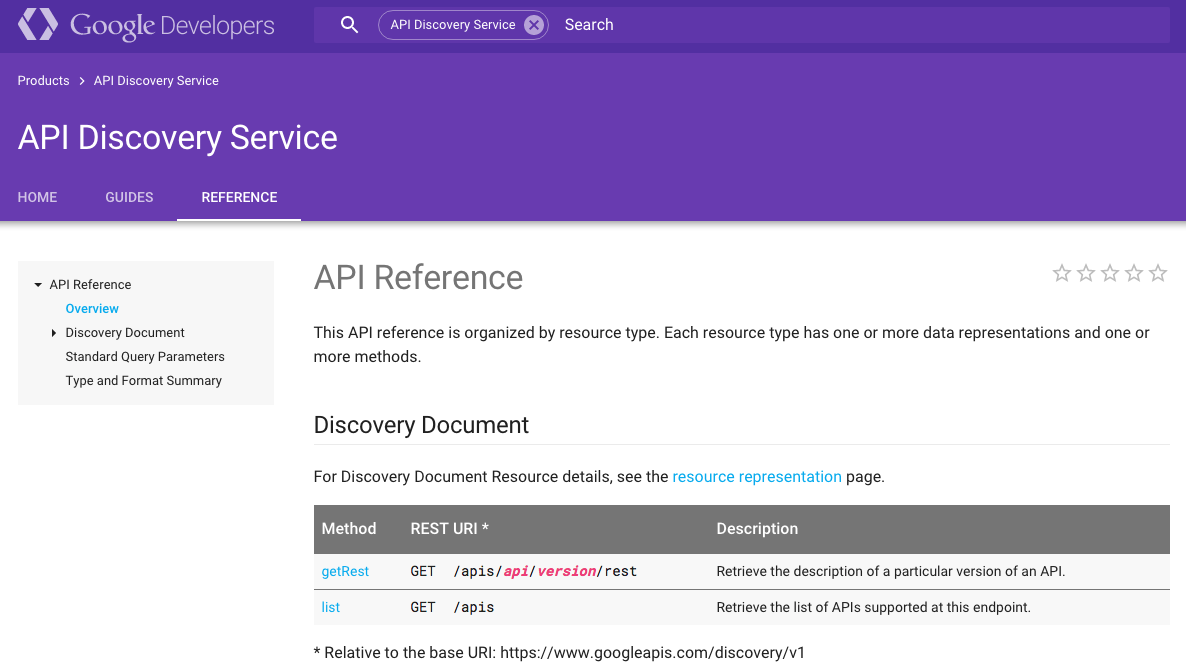 Google Developers
API Discovery Service
Search
Products > API Discovery Service
API Discovery Service
HOME GUIDES REFERENCE
API Reference
Overview
Discovery Document
Standard Query Parameters
Type and Format Summary
API Reference
This API reference is organized by resource type. Each resource type has one or more data representations and one or
more methods.
Discovery Document
For Discovery Document Resource details, see the resource representation page.
Method REST URI * Description
getRest GET /apis/api/version/rest Retrieve the description of a particular version of an API.
list GET /apis Retrieve the list of APIs supported at this endpoint.
* Relative to the base URI: https://www.googleapis.com/discovery/v1